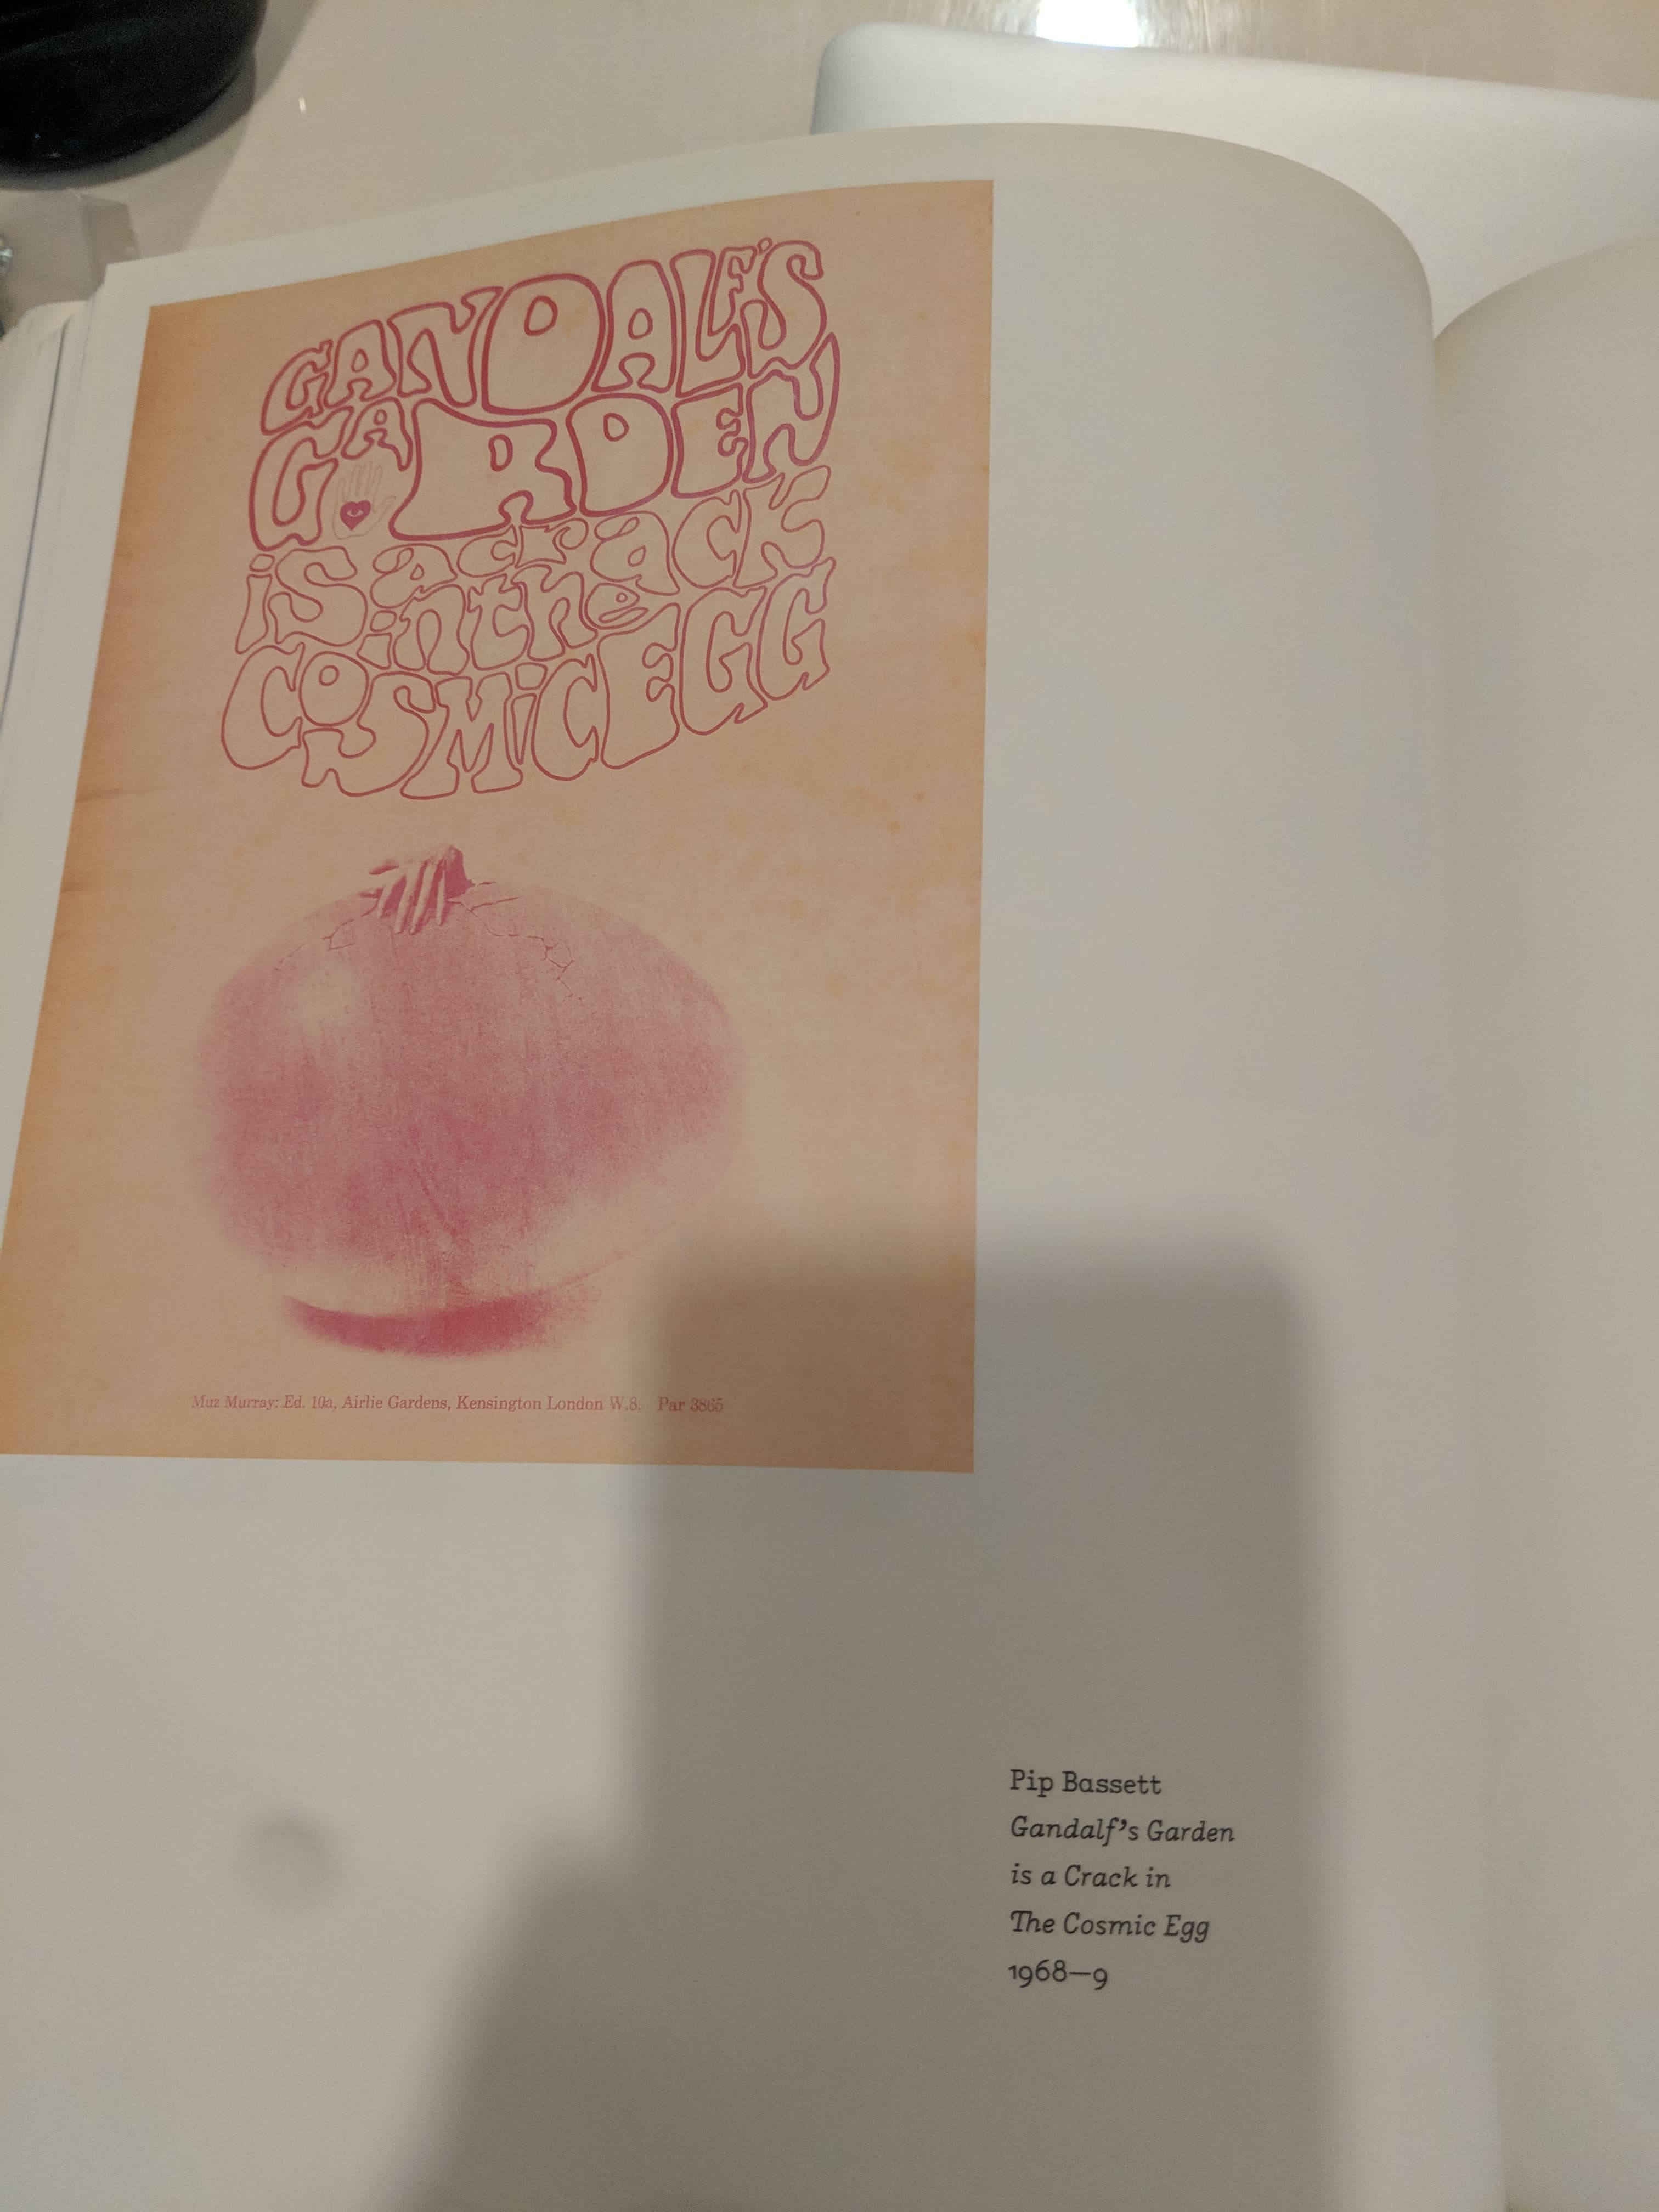 GANDALF'S
GARDEN
is a crack
in the
COSMIC EGG
Muz Murray: Ed. 10a, Airlie Gardens, Kensington London W.8. Par 3865
Pip Bassett
Gandalf's Garden
is a Crack in
The Cosmic Egg
1968—9